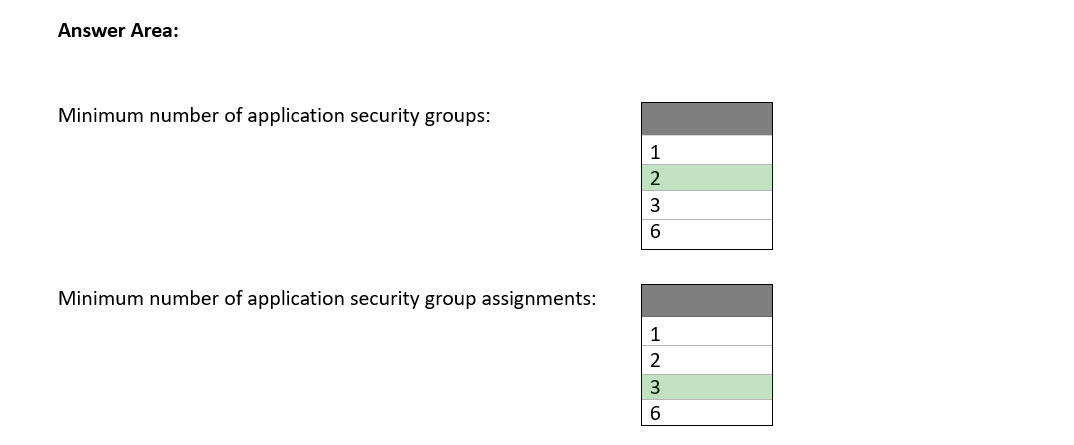 Answer Area:
Minimum number of application security groups:
1
2
3
6
Minimum number of application security group assignments:
1
2
3
6